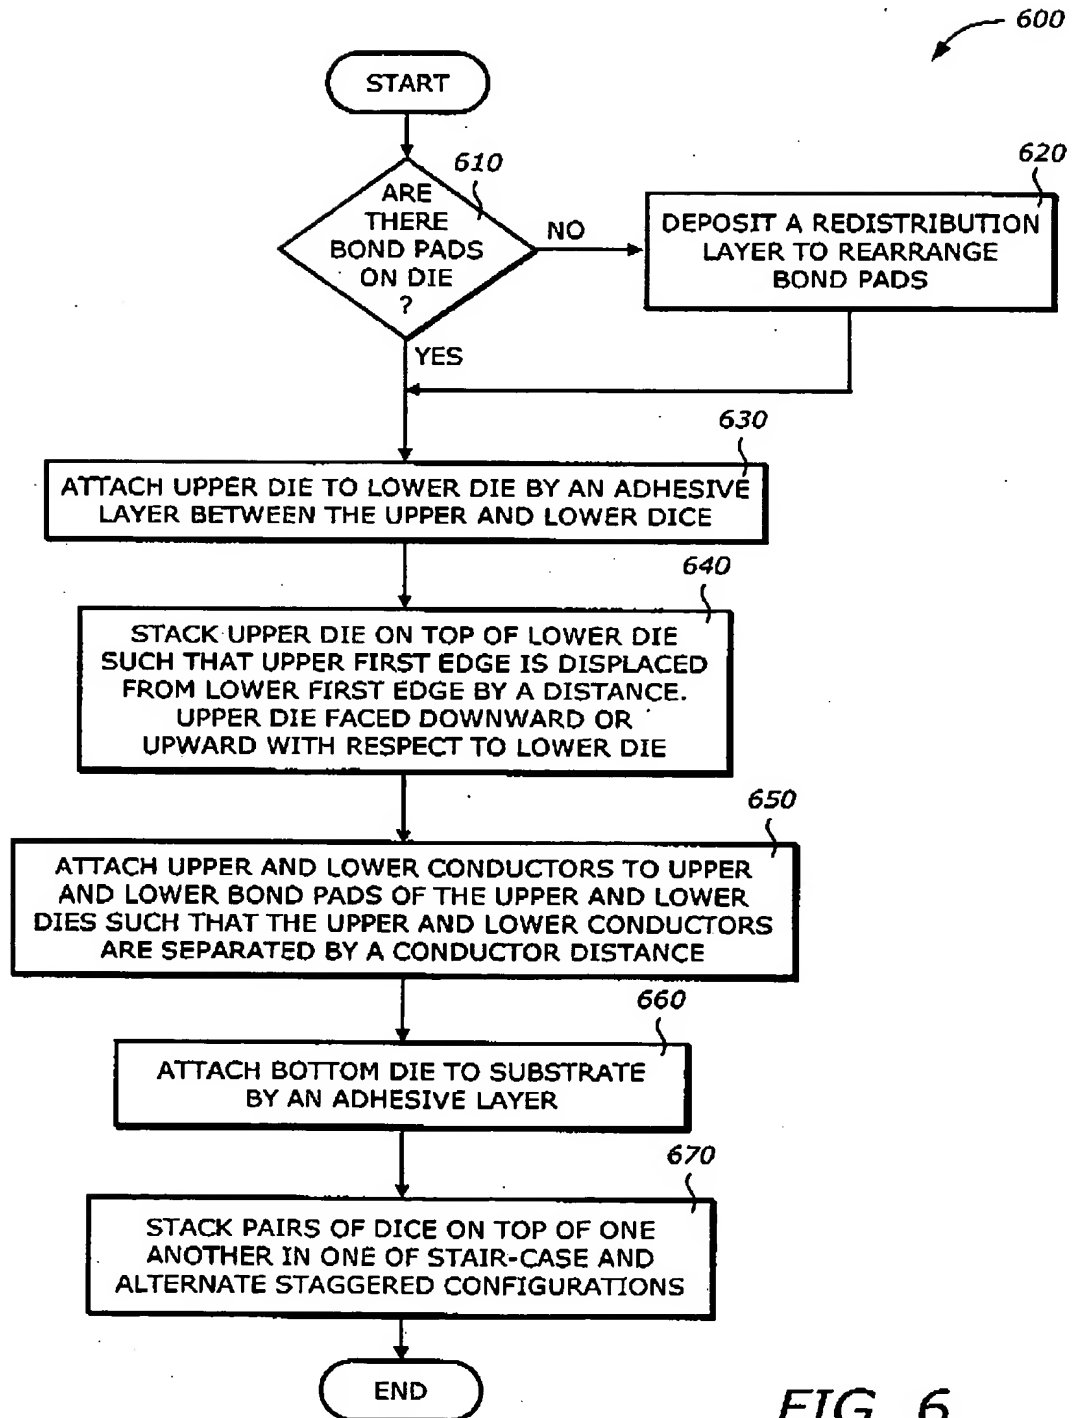 600
START
610
ARE
THERE
BOND PADS
ON DIE
?
NO
620
DEPOSIT A REDISTRIBUTION
LAYER TO REARRANGE
BOND PADS
YES
630
ATTACH UPPER DIE TO LOWER DIE BY AN ADHESIVE
LAYER BETWEEN THE UPPER AND LOWER DICE
640
STACK UPPER DIE ON TOP OF LOWER DIE
SUCH THAT UPPER FIRST EDGE IS DISPLACED
FROM LOWER FIRST EDGE BY A DISTANCE.
UPPER DIE FACED DOWNWARD OR
UPWARD WITH RESPECT TO LOWER DIE
650
ATTACH UPPER AND LOWER CONDUCTORS TO UPPER
AND LOWER BOND PADS OF THE UPPER AND LOWER
DIES SUCH THAT THE UPPER AND LOWER CONDUCTORS
ARE SEPARATED BY A CONDUCTOR DISTANCE
660
ATTACH BOTTOM DIE TO SUBSTRATE
BY AN ADHESIVE LAYER
670
STACK PAIRS OF DICE ON TOP OF ONE
ANOTHER IN ONE OF STAIR-CASE AND
ALTERNATE STAGGERED CONFIGURATIONS
END
FIG. 6